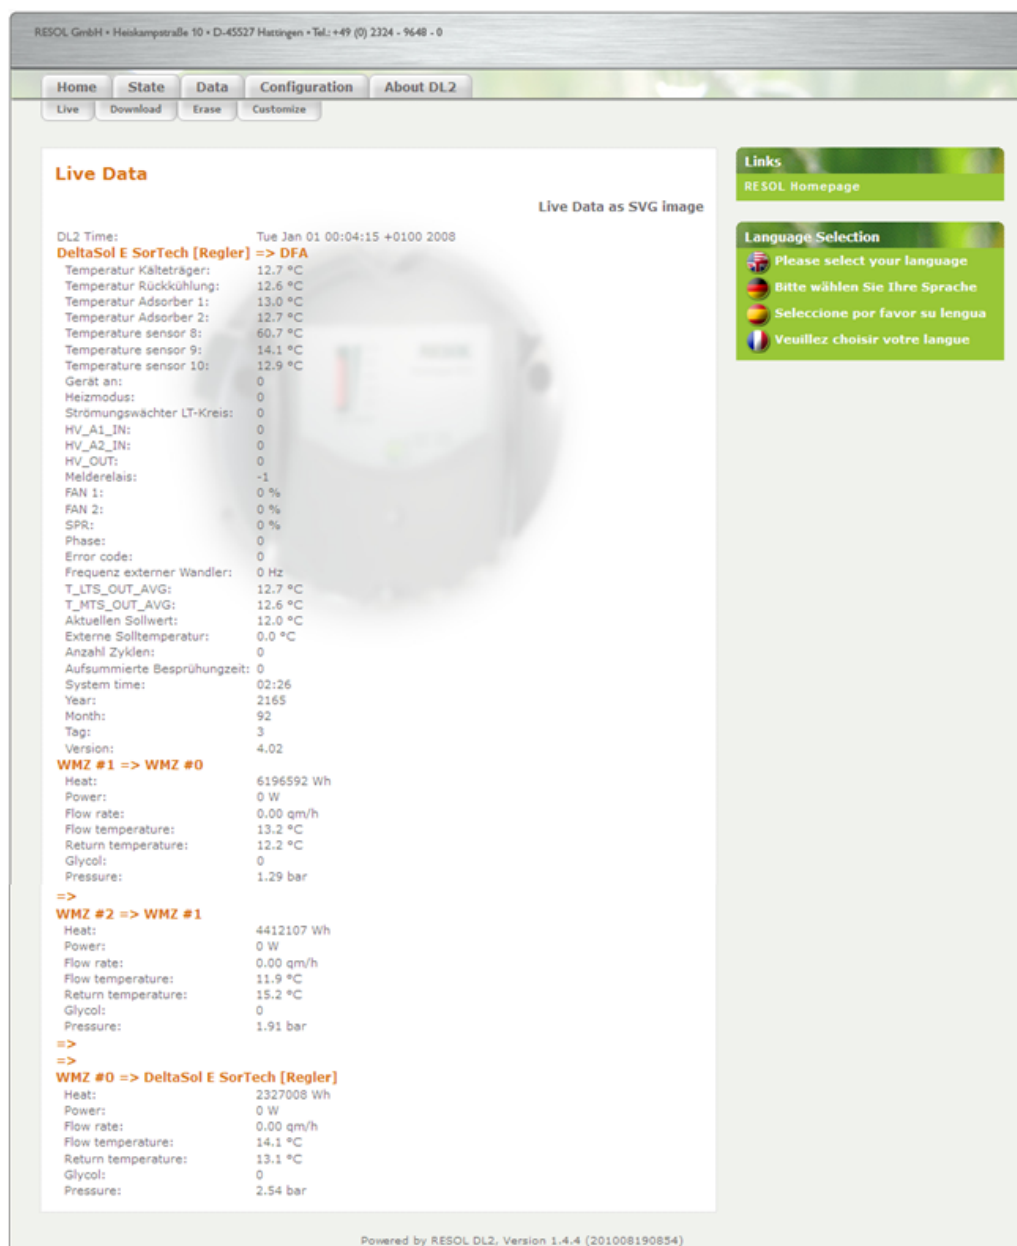 RESOL GmbH • Heiskampstraße 10 • D-45527 Hattingen • Tel.: +49 (0) 2324 - 9648 - 0
Home State Data Configuration About DL2
Live Download Erase Customize
Live Data
Live Data as SVG image
DL2 Time: Tue Jan 01 00:04:15 +0100 2008
DeltaSol E SorTech [Regler] => DFA
Temperatur Kälteträger: 12.7 °C
Temperatur Rückkühlung: 12.6 °C
Temperatur Adsorber 1: 13.0 °C
Temperatur Adsorber 2: 12.7 °C
Temperature sensor 8: 60.7 °C
Temperature sensor 9: 14.1 °C
Temperature sensor 10: 12.9 °C
Gerät an: 0
Heizmodus: 0
Strömungswächter LT-Kreis: 0
HV_A1_IN: 0
HV_A2_IN: 0
HV_OUT: 0
Melderelais: -1
FAN 1: 0 %
FAN 2: 0 %
SPR: 0 %
Phase: 0
Error code: 0
Frequenz externer Wandler: 0 Hz
T_LTS_OUT_AVG: 12.7 °C
T_MTS_OUT_AVG: 12.6 °C
Aktuellen Sollwert: 12.0 °C
Externe Solltemperatur: 0.0 °C
Anzahl Zyklen: 0
Aufsummierte Besprühungzeit: 0
System time: 02:26
Year: 2165
Month: 92
Tag: 3
Version: 4.02
WMZ #1 => WMZ #0
Heat: 6196592 Wh
Power: 0 W
Flow rate: 0.00 qm/h
Flow temperature: 13.2 °C
Return temperature: 12.2 °C
Glycol: 0
Pressure: 1.29 bar
=>
WMZ #2 => WMZ #1
Heat: 4412107 Wh
Power: 0 W
Flow rate: 0.00 qm/h
Flow temperature: 11.9 °C
Return temperature: 15.2 °C
Glycol: 0
Pressure: 1.91 bar
=>
=>
WMZ #0 => DeltaSol E SorTech [Regler]
Heat: 2327008 Wh
Power: 0 W
Flow rate: 0.00 qm/h
Flow temperature: 14.1 °C
Return temperature: 13.1 °C
Glycol: 0
Pressure: 2.54 bar
Links
RESOL Homepage
Language Selection
Please select your language
Bitte wählen Sie Ihre Sprache
Seleccione por favor su lengua
Veuillez choisir votre langue
Powered by RESOL DL2, Version 1.4.4 (201008190854)